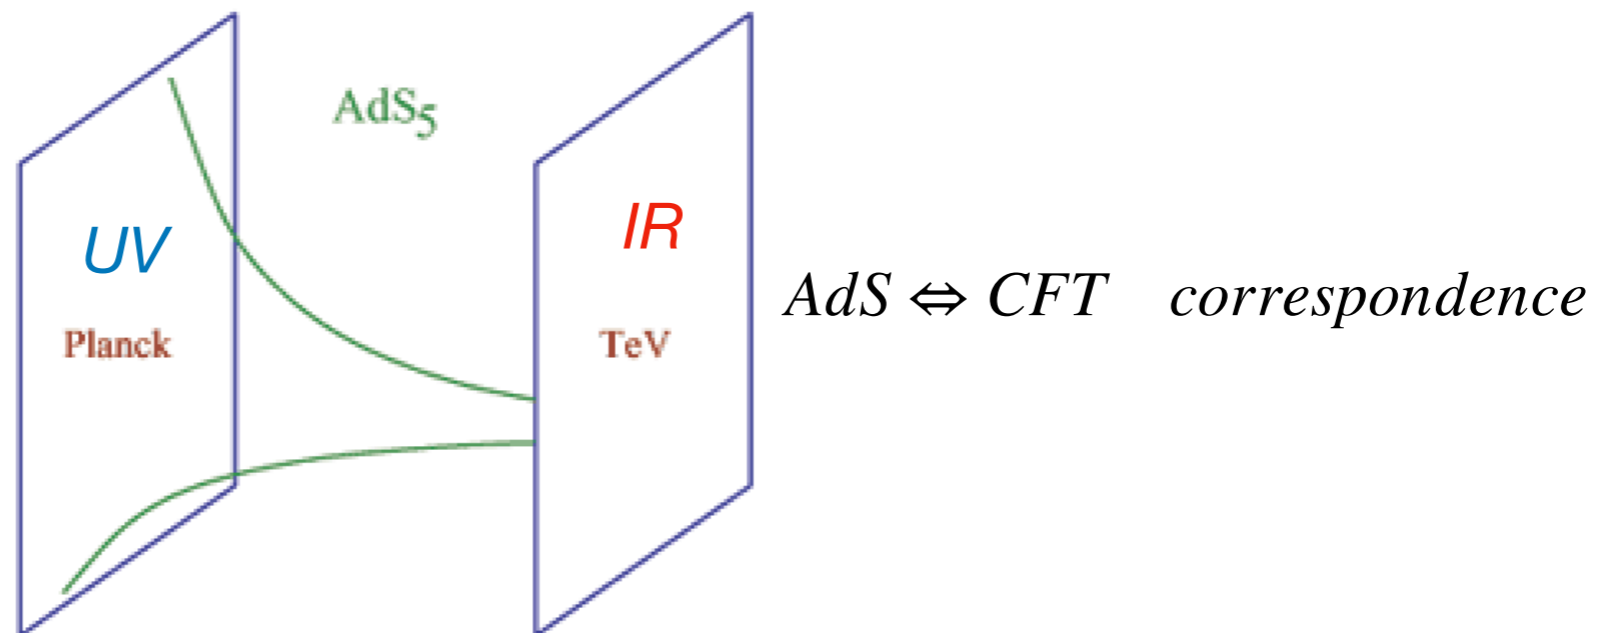 AdS5
UV
IR
Planck
TeV
AdS ⇔ CFT correspondence